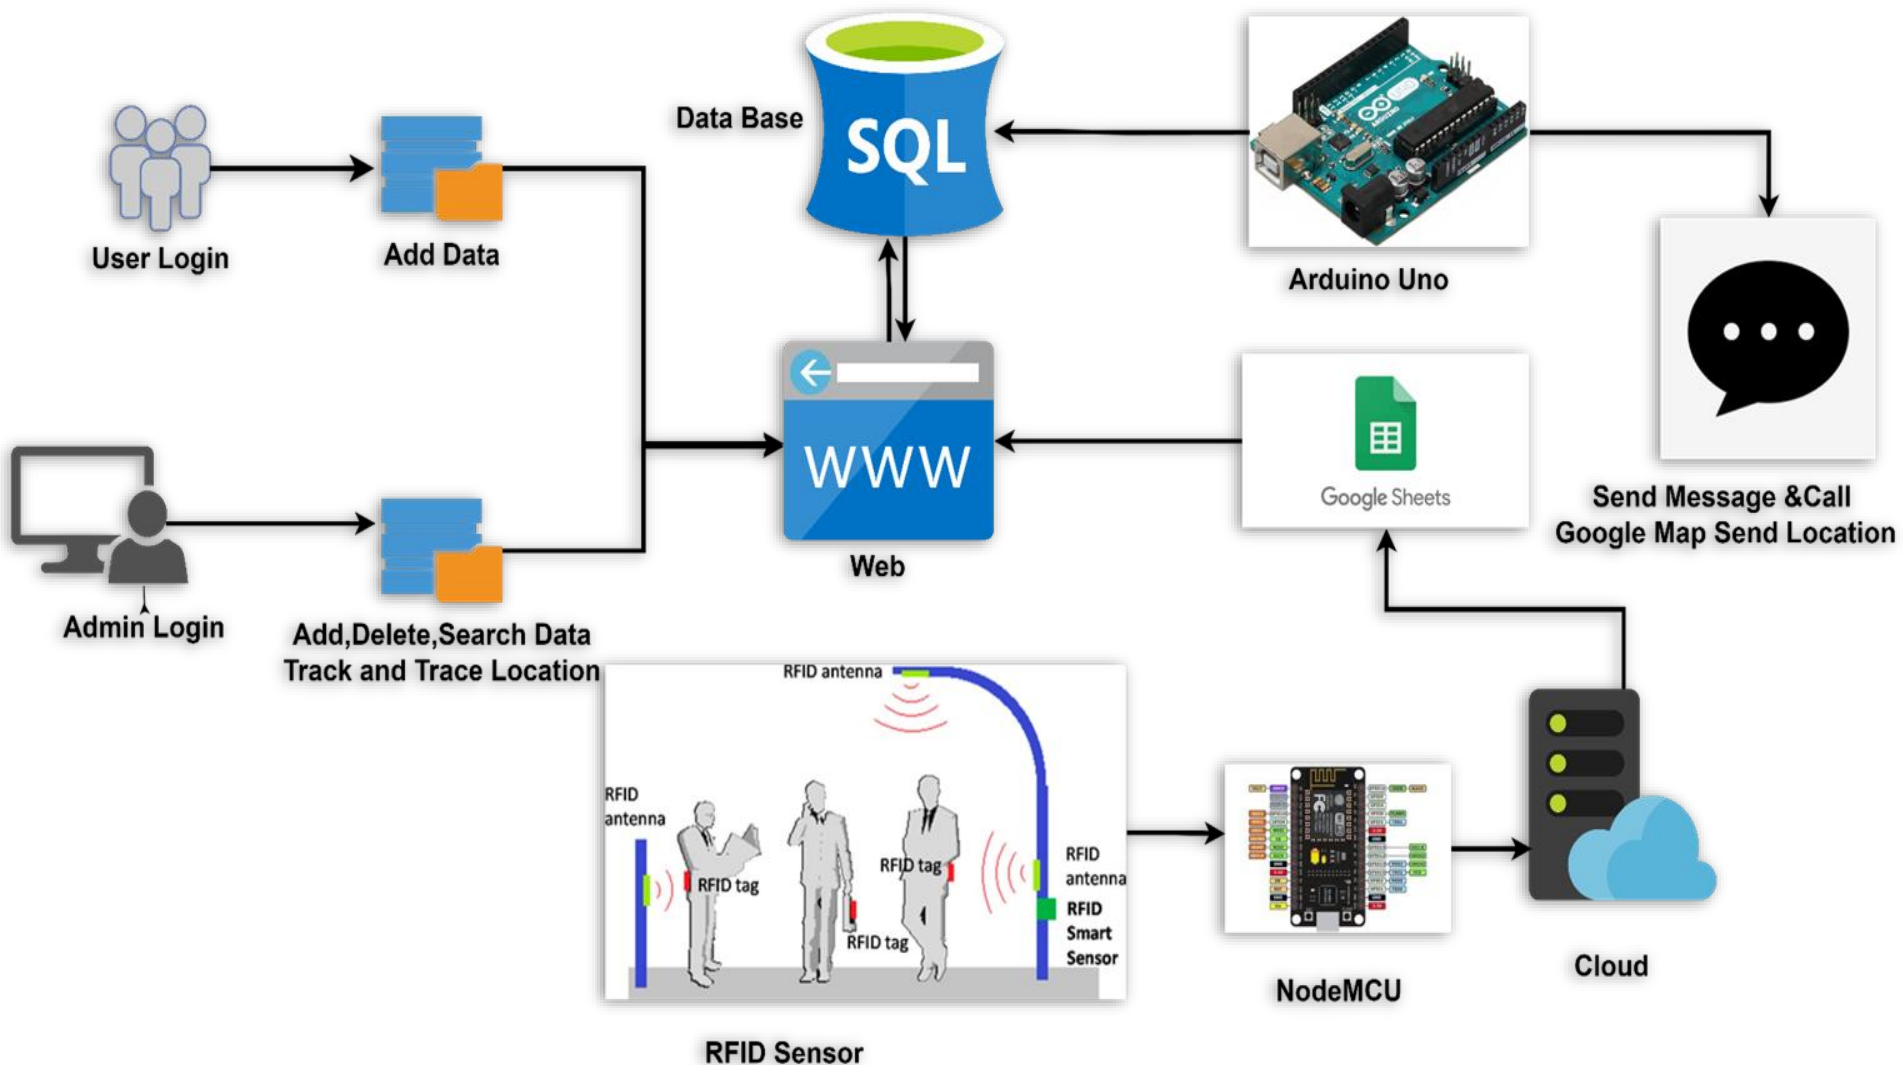 Data Base
SQL
ARDUINO
UNO
User Login
Add Data
Arduino Uno
WWW
Web
Google Sheets
Send Message &Call
Google Map Send Location
Admin Login
Add,Delete,Search Data
Track and Trace Location
RFID antenna
RFID
antenna
RFID tag
RFID tag
RFID tag
RFID
antenna
RFID
Smart
Sensor
NodeMCU
Cloud
RFID Sensor